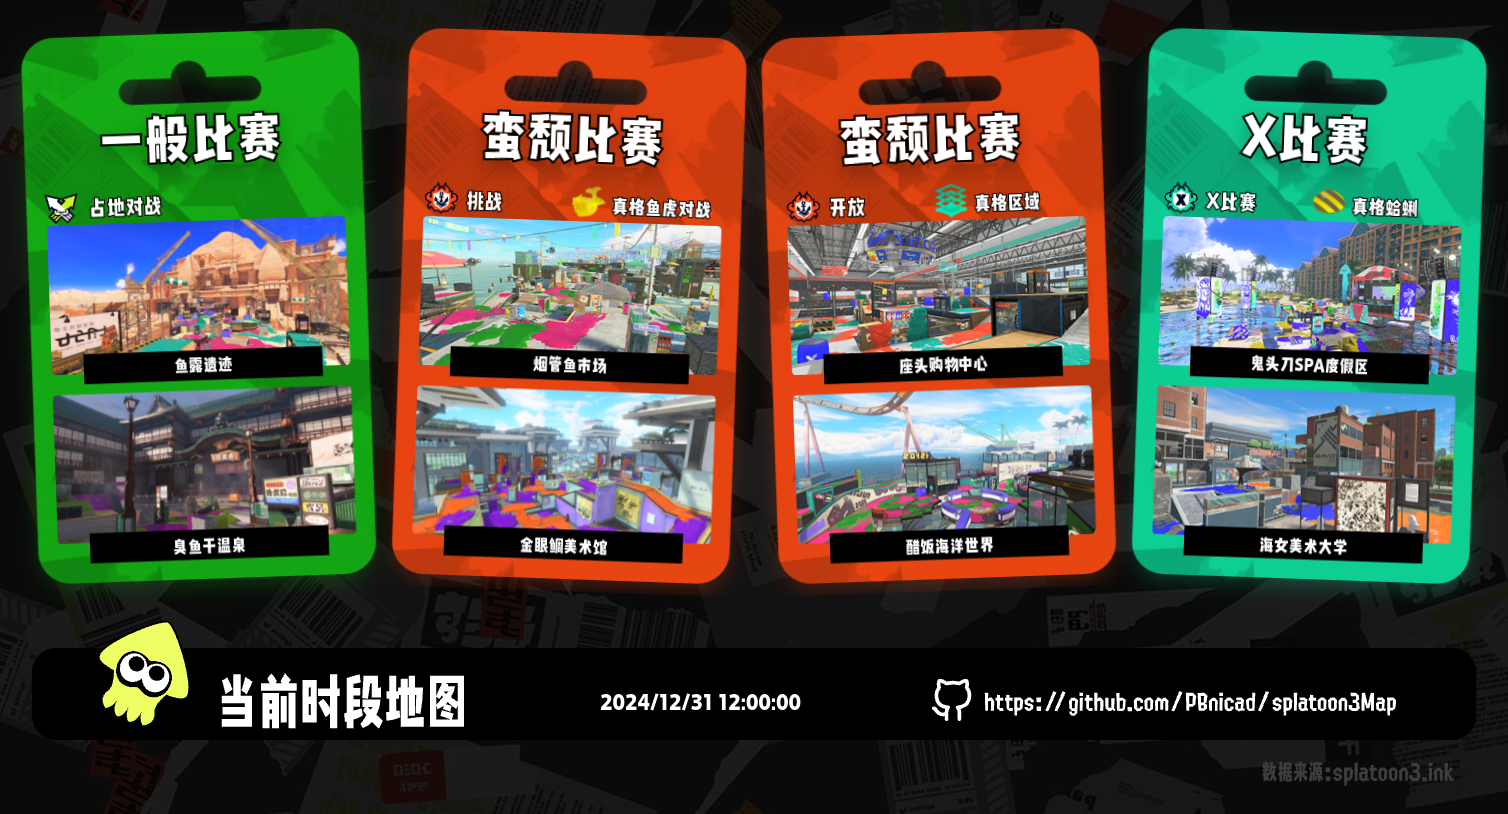 一般比赛
占地对战
鱼露遗迹
臭鱼干温泉
蛮颓比赛
挑战
真格鱼虎对战
烟管鱼市场
金眼鲷美术馆
蛮颓比赛
开放
真格区域
座头购物中心
醋饭海洋世界
X比赛
X比赛
真格蛤蜊
鬼头刀SPA度假区
海女美术大学
当前时段地图
2024/12/31 12:00:00
https://github.com/PBnicad/splatoon3Map
数据来源:splatoon3.ink